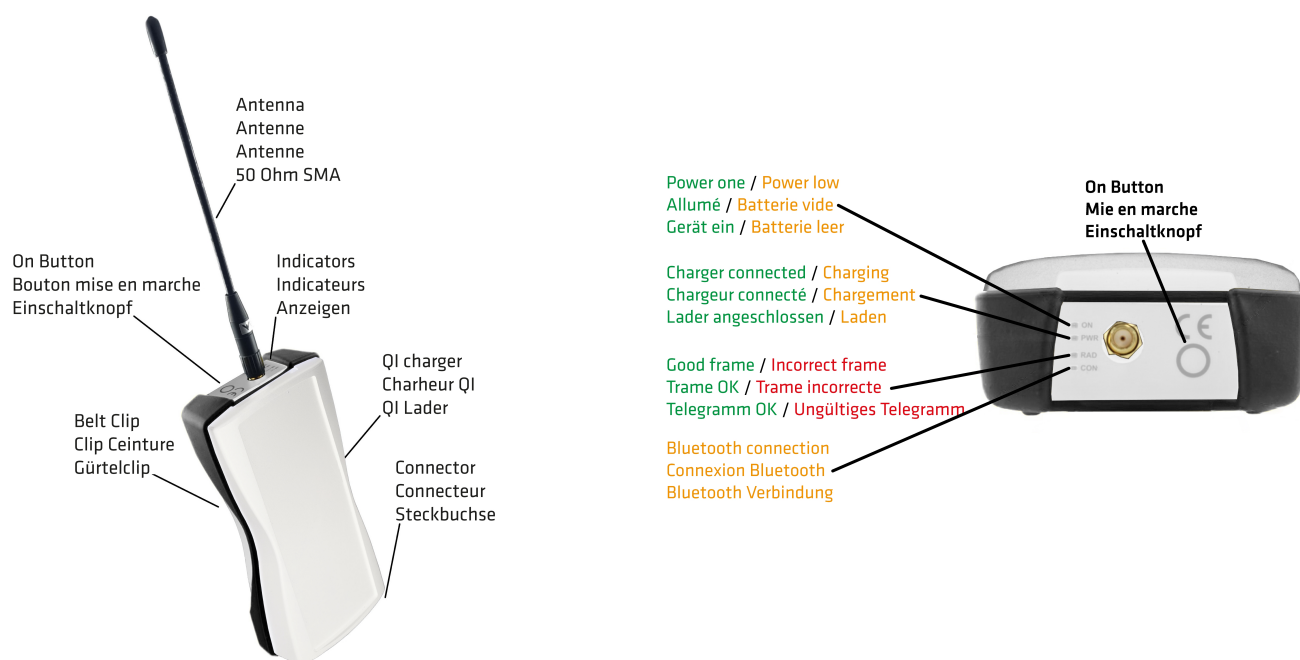 Antenna
Antenne
Antenne
50 Ohm SMA
On Button
Bouton mise en marche
Einschaltknopf
Indicators
Indicateurs
Anzeigen
QI charger
Charheur QI
QI Lader
Belt Clip
Clip Ceinture
Gürtelclip
Connector
Connecteur
Steckbuchse
Power one / Power low
Allumé / Batterie vide
Gerät ein / Batterie leer
Charger connected / Charging
Chargeur connecté / Chargement
Lader angeschlossen / Laden
Good frame / Incorrect frame
Trame OK / Trame incorrecte
Telegramm OK / Ungültiges Telegramm
Bluetooth connection
Connexion Bluetooth
Bluetooth Verbindung
On Button
Mie en marche
Einschaltknopf
ON
PWR
RAD
CON
CE